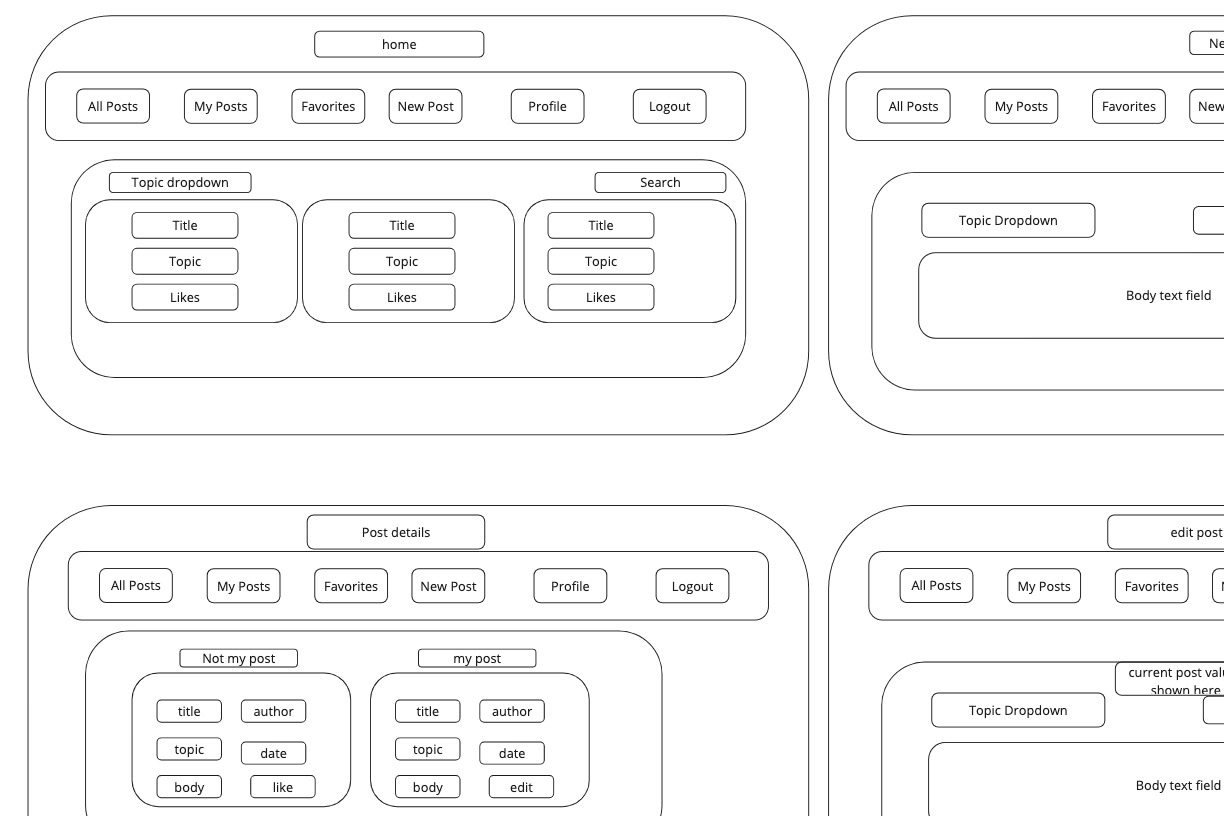 home
All Posts
My Posts
Favorites
New Post
Profile
Logout
Topic dropdown
Search
Title
Topic
Likes
Title
Topic
Likes
Title
Topic
Likes
Ne
All Posts
My Posts
Favorites
New
Topic Dropdown
Body text field
Post details
All Posts
My Posts
Favorites
New Post
Profile
Logout
Not my post
title
author
topic
date
body
like
my post
title
author
topic
date
body
edit
edit post
All Posts
My Posts
Favorites
current post valu
shown here
Topic Dropdown
Body text field